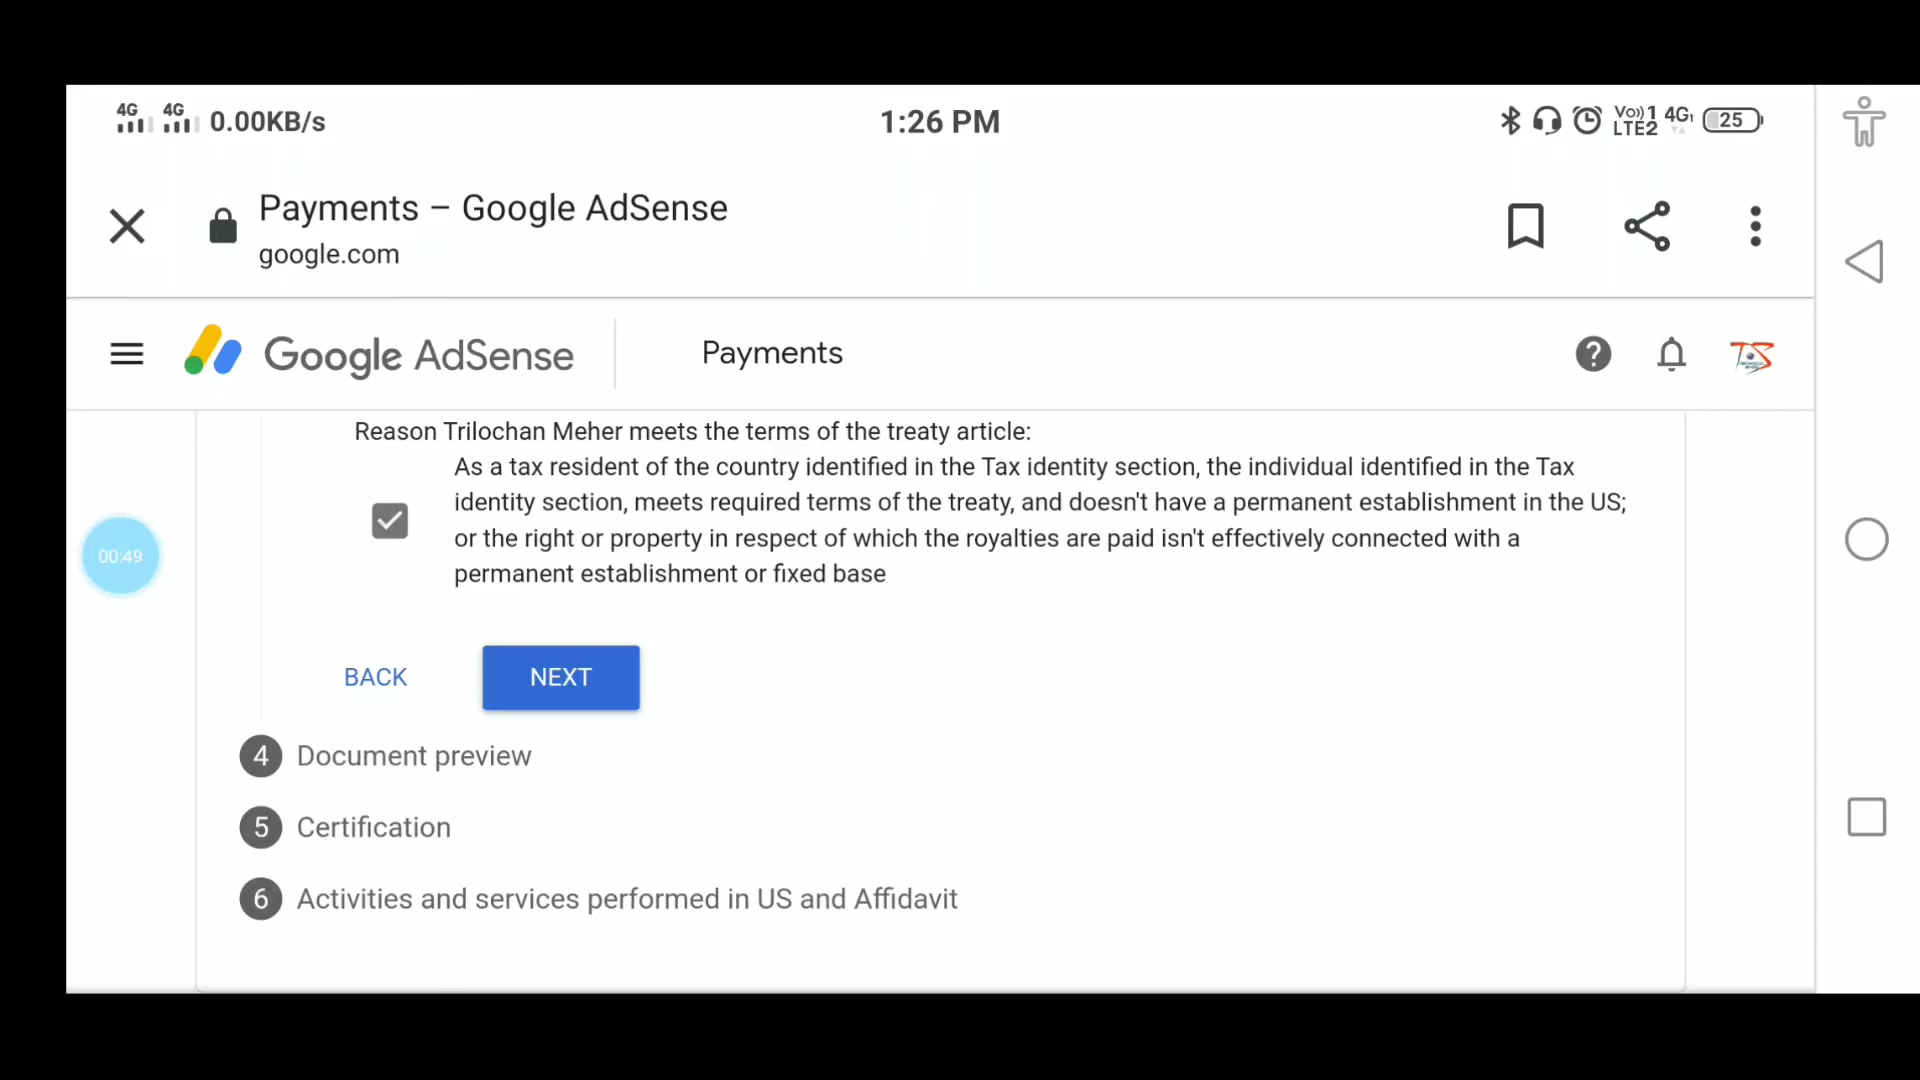 4G 4G 0.00KB/s 1:26 PM Vo)) 1 LTE2 4G 25
Payments – Google AdSense
google.com
Google AdSense Payments
Reason Trilochan Meher meets the terms of the treaty article:
As a tax resident of the country identified in the Tax identity section, the individual identified in the Tax
identity section, meets required terms of the treaty, and doesn't have a permanent establishment in the US;
or the right or property in respect of which the royalties are paid isn't effectively connected with a
permanent establishment or fixed base
00:49
BACK NEXT
4 Document preview
5 Certification
6 Activities and services performed in US and Affidavit